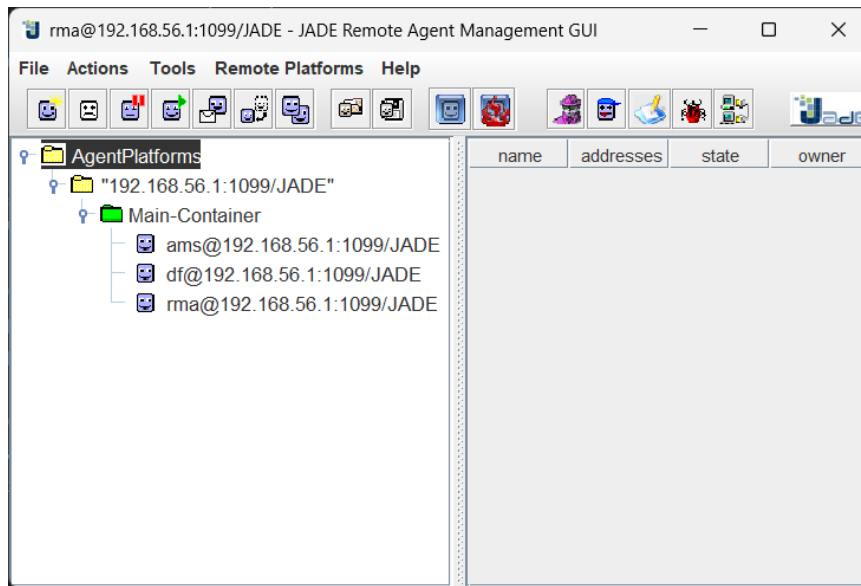 rma@192.168.56.1:1099/JADE - JADE Remote Agent Management GUI
File Actions Tools Remote Platforms Help
Jade
AgentPlatforms
"192.168.56.1:1099/JADE"
Main-Container
ams@192.168.56.1:1099/JADE
df@192.168.56.1:1099/JADE
rma@192.168.56.1:1099/JADE
name addresses state owner